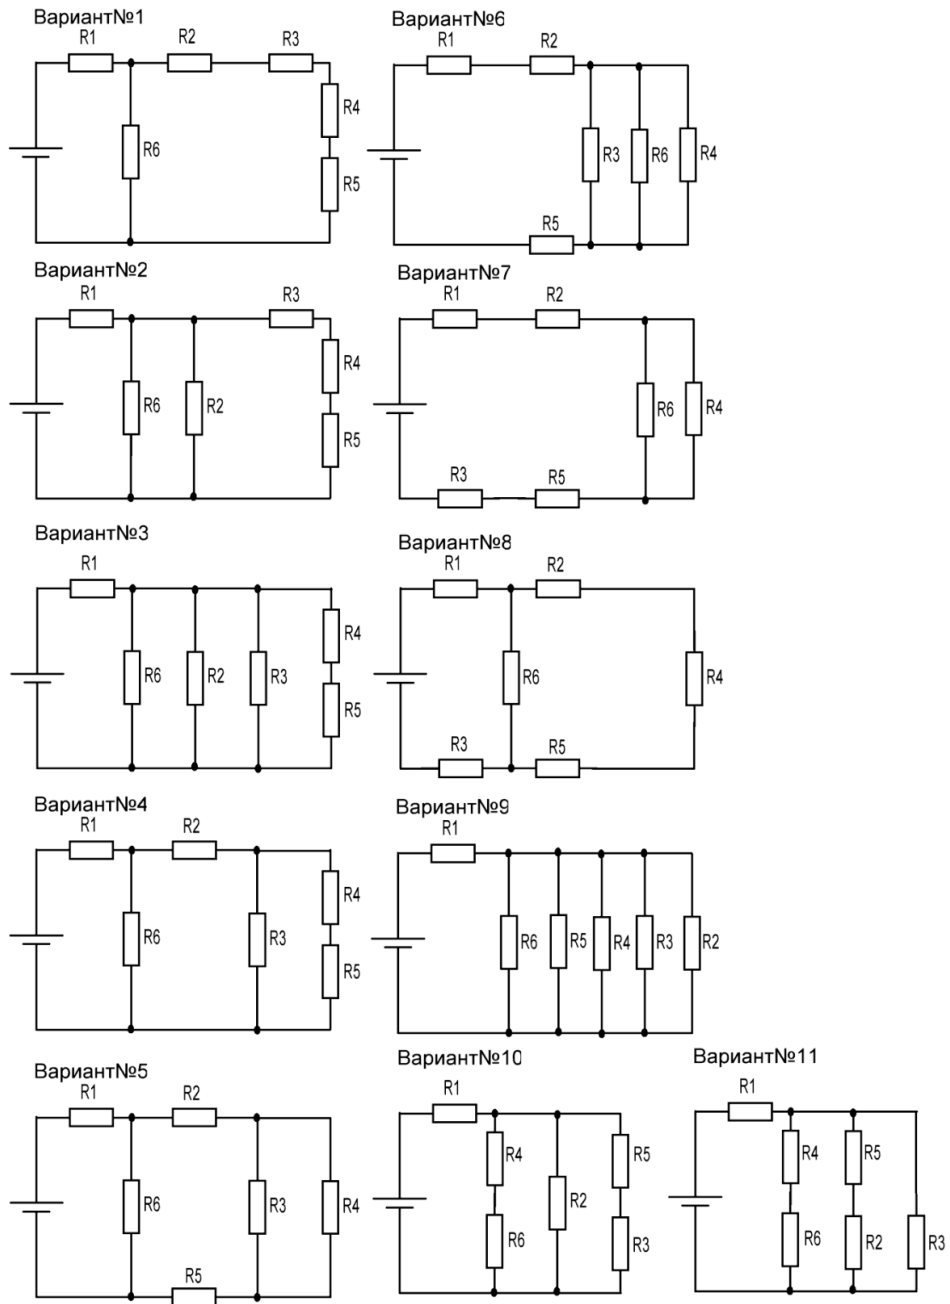 Вариант№1
R1 R2 R3
R4
R6
R5
Вариант№6
R1 R2
R3 R6 R4
R5
Вариант№2
R1 R3
R4
R6 R2
R5
Вариант№7
R1 R2
R6 R4
R3 R5
Вариант№3
R1
R4
R6 R2 R3
R5
Вариант№8
R1 R2
R6 R4
R3 R5
Вариант№4
R1 R2
R4
R6 R3
R5
Вариант№9
R1
R6 R5 R4 R3 R2
Вариант№5
R1 R2
R6 R3 R4
R5
Вариант№10
R1
R4 R5
R2
R6 R3
Вариант№11
R1
R4 R5
R6 R2 R3